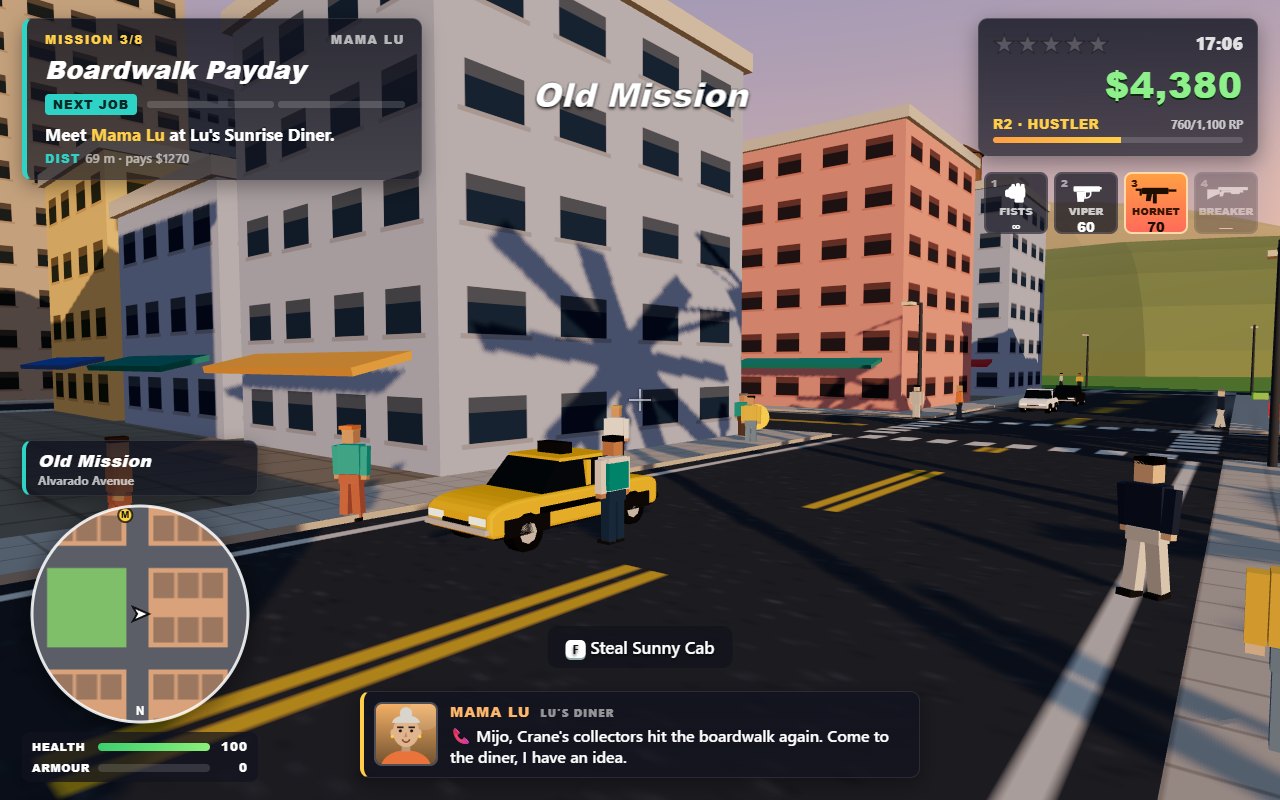 MISSION 3/8
MAMA LU
Boardwalk Payday
NEXT JOB
Meet Mama Lu at Lu's Sunrise Diner.
DIST 69 m · pays $1270
Old Mission
17:06
$4,380
R2 · HUSTLER
760/1,100 RP
1
FISTS
∞
2
VIPER
60
3
HORNET
70
4
BREAKER
—
Old Mission
Alvarado Avenue
M
N
HEALTH 100
ARMOUR 0
F Steal Sunny Cab
MAMA LU LU'S DINER
Mijo, Crane's collectors hit the boardwalk again. Come to
the diner, I have an idea.